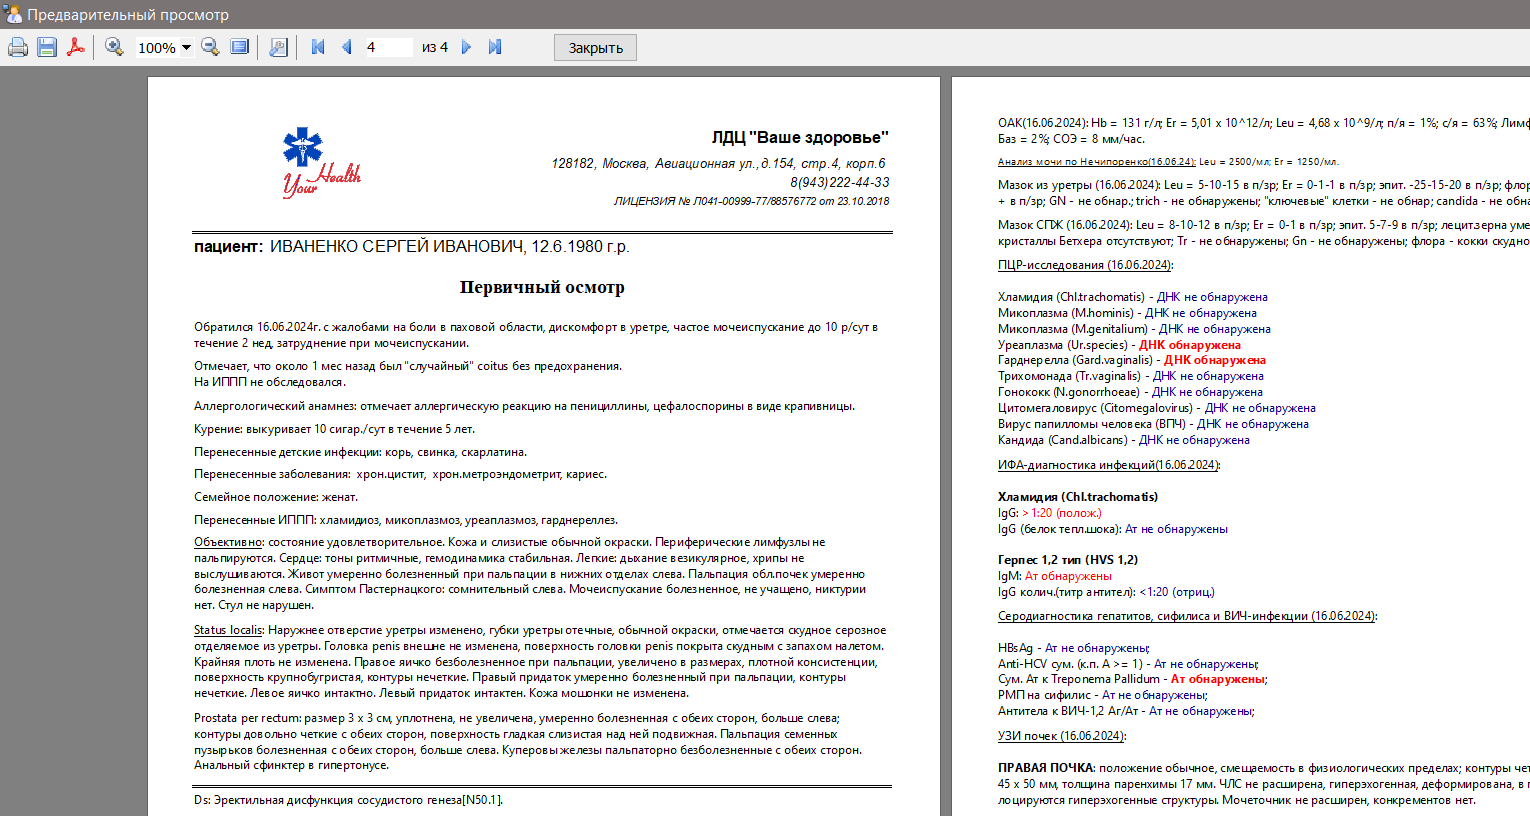 Предварительный просмотр
100%
4
из 4
Закрыть
Your Health
ЛДЦ "Ваше здоровье"
128182, Москва, Авиационная ул.,д.154, стр.4, корп.6
8(943)222-44-33
ЛИЦЕНЗИЯ № Л041-00999-77/88576772 от 23.10.2018
пациент: ИВАНЕНКО СЕРГЕЙ ИВАНОВИЧ, 12.6.1980 г.р.
Первичный осмотр
Обратился 16.06.2024г. с жалобами на боли в паховой области, дискомфорт в уретре, частое мочеиспускание до 10 р/сут в
течение 2 нед, затруднение при мочеиспускании.
Отмечает, что около 1 мес назад был "случайный" coitus без предохранения.
На ИППП не обследовался.
Аллергологический анамнез: отмечает аллергическую реакцию на пенициллины, цефалоспорины в виде крапивницы.
Курение: выкуривает 10 сигар./сут в течение 5 лет.
Перенесенные детские инфекции: корь, свинка, скарлатина.
Перенесенные заболевания: хрон.цистит, хрон.метроэндометрит, кариес.
Семейное положение: женат.
Перенесенные ИППП: хламидиоз, микоплазмоз, уреаплазмоз, гарднереллез.
Объективно: состояние удовлетворительное. Кожа и слизистые обычной окраски. Периферические лимфузлы не
пальпируются. Сердце: тоны ритмичные, гемодинамика стабильная. Легкие: дыхание везикулярное, хрипы не
выслушиваются. Живот умеренно болезненный при пальпации в нижних отделах слева. Пальпация обл.почек умеренно
болезненная слева. Симптом Пастернацкого: сомнительный слева. Мочеиспускание болезненное, не учащено, никтурии
нет. Стул не нарушен.
Status localis: Наружнее отверстие уретры изменено, губки уретры отечные, обычной окраски, отмечается скудное серозное
отделяемое из уретры. Головка penis внешне не изменена, поверхность головки penis покрыта скудным с запахом налетом.
Крайняя плоть не изменена. Правое яичко безболезненное при пальпации, увеличено в размерах, плотной консистенции,
поверхность крупнобугристая, контуры нечеткие. Правый придаток умеренно болезненный при пальпации, контуры
нечеткие. Левое яичко интактно. Левый придаток интактен. Кожа мошонки не изменена.
Prostata per rectum: размер 3 x 3 см, уплотнена, не увеличена, умеренно болезненная с обеих сторон, больше слева;
контуры довольно четкие с обеих сторон, поверхность гладкая слизистая над ней подвижная. Пальпация семенных
пузырьков болезненная с обеих сторон, больше слева. Куперовы железы пальпаторно безболезненные с обеих сторон.
Анальный сфинктер в гипертонусе.
Ds: Эректильная дисфункция сосудистого генеза[N50.1].
ОАК(16.06.2024): Hb = 131 г/л; Er = 5,01 x 10^12/л; Leu = 4,68 x 10^9/л; п/я = 1%; с/я = 63%; Лимф
Баз = 2%; СОЭ = 8 мм/час.
Анализ мочи по Нечипоренко(16.06.24): Leu = 2500/мл; Er = 1250/мл.
Мазок из уретры (16.06.2024): Leu = 5-10-15 в п/зр; Er = 0-1-1 в п/зр; эпит. -25-15-20 в п/зр; флор
+ в п/зр; GN - не обнар.; trich - не обнаружены; "ключевые" клетки - не обнар; candida - не обна
Мазок СПЖ (16.06.2024): Leu = 8-10-12 в п/зр; Er = 0-1 в п/зр; эпит. 5-7-9 в п/зр; лецит.зерна уме
кристаллы Бетхера отсутствуют; Tr - не обнаружены; Gn - не обнаружены; флора - кокки скудно
ПЦР-исследования (16.06.2024):
Хламидия (Chl.trachomatis) - ДНК не обнаружена
Микоплазма (M.hominis) - ДНК не обнаружена
Микоплазма (M.genitalium) - ДНК не обнаружена
Уреаплазма (Ur.species) - ДНК обнаружена
Гарднерелла (Gard.vaginalis) - ДНК обнаружена
Трихомонада (Tr.vaginalis) - ДНК не обнаружена
Гонококк (N.gonorrhoeae) - ДНК не обнаружена
Цитомегаловирус (Citomegalovirus) - ДНК не обнаружена
Вирус папилломы человека (ВПЧ) - ДНК не обнаружена
Кандида (Cand.albicans) - ДНК не обнаружена
ИФА-диагностика инфекций(16.06.2024):
Хламидия (Chl.trachomatis)
IgG: >1:20 (полож.)
IgG (белок тепл.шока): Ат не обнаружены
Герпес 1,2 тип (HVS 1,2)
IgM: Ат обнаружены
IgG колич.(титр антител): <1:20 (отриц.)
Серодиагностика гепатитов, сифилиса и ВИЧ-инфекции (16.06.2024):
HBsAg - Ат не обнаружены;
Anti-HCV сум. (к.п. А >= 1) - Ат не обнаружены;
Сум. Ат к Treponema Pallidum - Ат обнаружены;
РМП на сифилис - Ат не обнаружены;
Антитела к ВИЧ-1,2 Аг/Ат - Ат не обнаружены;
УЗИ почек (16.06.2024):
ПРАВАЯ ПОЧКА: положение обычное, смещаемость в физиологических пределах; контуры чет
45 x 50 мм, толщина паренхимы 17 мм. ЧЛС не расширена, гиперэхогенная, деформирована, в п
лоцируются гиперэхогенные структуры. Мочеточник не расширен, конкрементов нет.